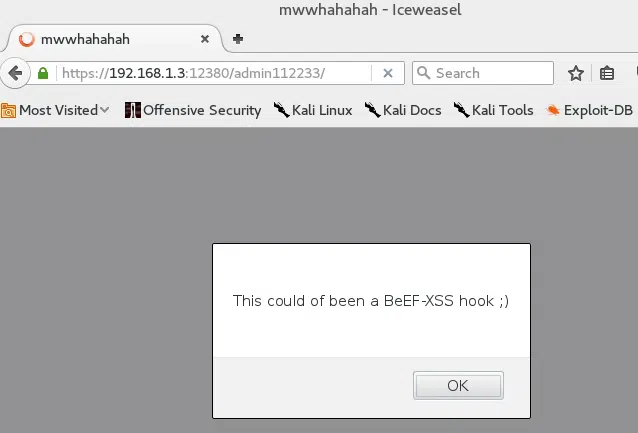 mwwhahahah - Iceweasel
mwwhahahah
https://192.168.1.3:12380/admin112233/
Search
Most Visited
Offensive Security
Kali Linux
Kali Docs
Kali Tools
Exploit-DB
This could of been a BeEF-XSS hook ;)
OK